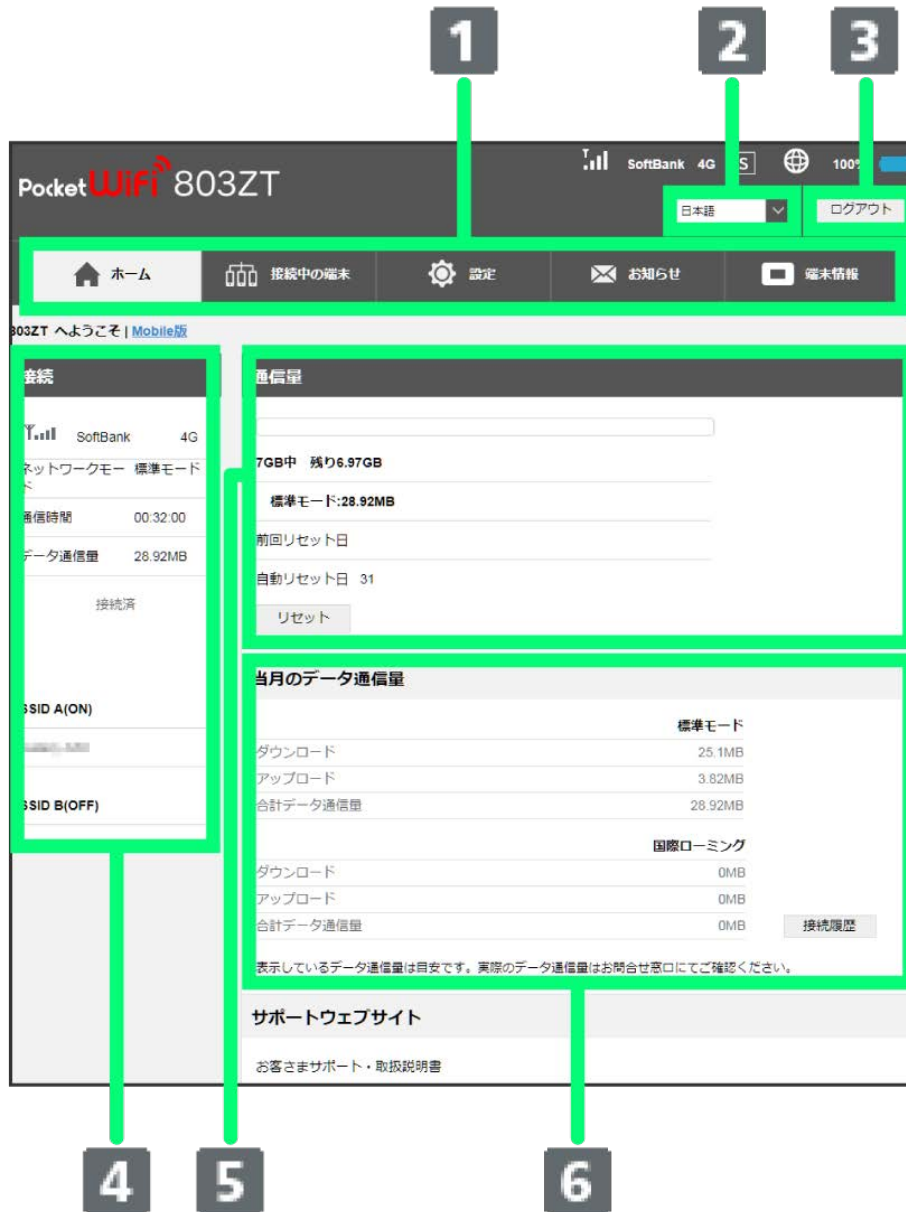 1 2 3
Pocket WiFi 803ZT
SoftBank 4G S 100%
日本語 ログアウト
ホーム 接続中の端末 設定 お知らせ 端末情報
803ZT へようこそ | Mobile版
接続
SoftBank 4G
ネットワークモー 標準モード
ド
通信時間 00:32:00
データ通信量 28.92MB
接続済
SSID A(ON)
SSID B(OFF)
通信量
7GB中 残り6.97GB
標準モード:28.92MB
前回リセット日
自動リセット日 31
リセット
当月のデータ通信量
標準モード
ダウンロード 25.1MB
アップロード 3.82MB
合計データ通信量 28.92MB
国際ローミング
ダウンロード 0MB
アップロード 0MB
合計データ通信量 0MB 接続履歴
表示しているデータ通信量は目安です。実際のデータ通信量はお問合せ窓口にてご確認ください。
サポートウェブサイト
お客さまサポート・取扱説明書
4 5 6